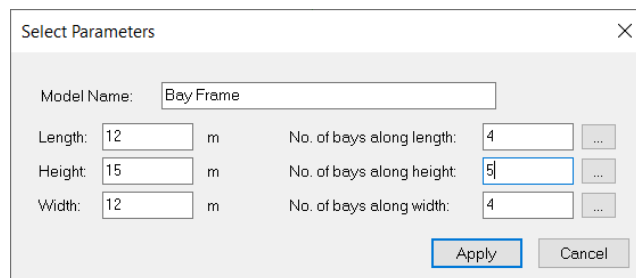 Select Parameters
Model Name: Bay Frame
Length: 12 m No. of bays along length: 4 ...
Height: 15 m No. of bays along height: 5 ...
Width: 12 m No. of bays along width: 4 ...
Apply Cancel